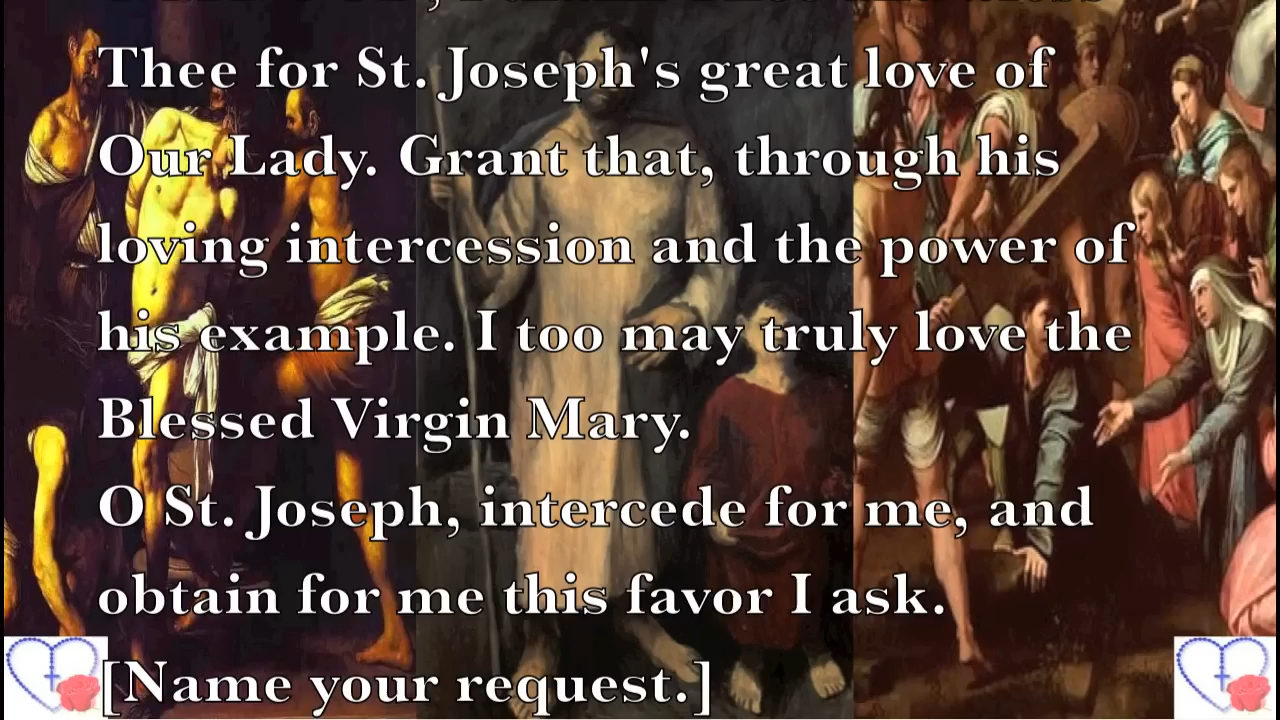 Thee for St. Joseph's great love of
Our Lady. Grant that, through his
loving intercession and the power of
his example. I too may truly love the
Blessed Virgin Mary.
O St. Joseph, intercede for me, and
obtain for me this favor I ask.
[Name your request.]